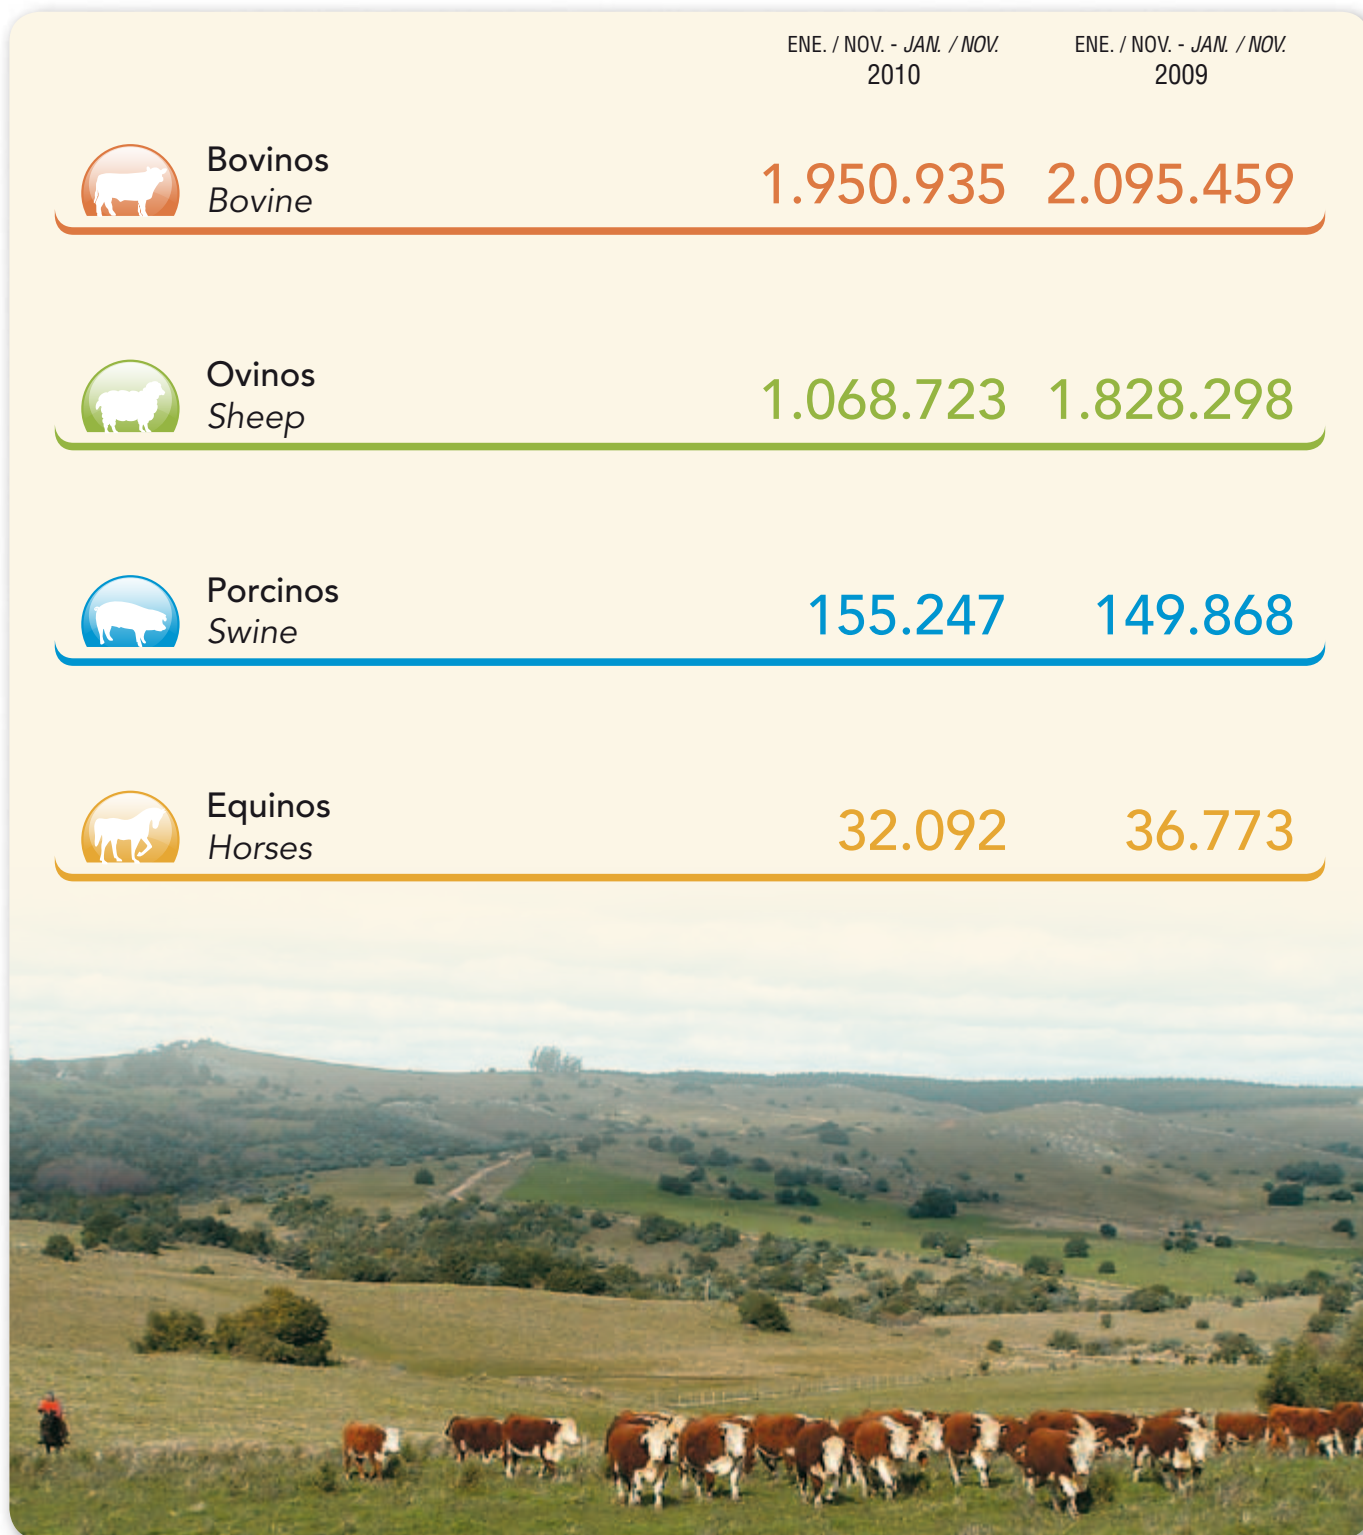 ENE. / NOV. - JAN. / NOV. ENE. / NOV. - JAN. / NOV.
2010 2009
Bovinos
Bovine
1.950.935 2.095.459
Ovinos
Sheep
1.068.723 1.828.298
Porcinos
Swine
155.247 149.868
Equinos
Horses
32.092 36.773